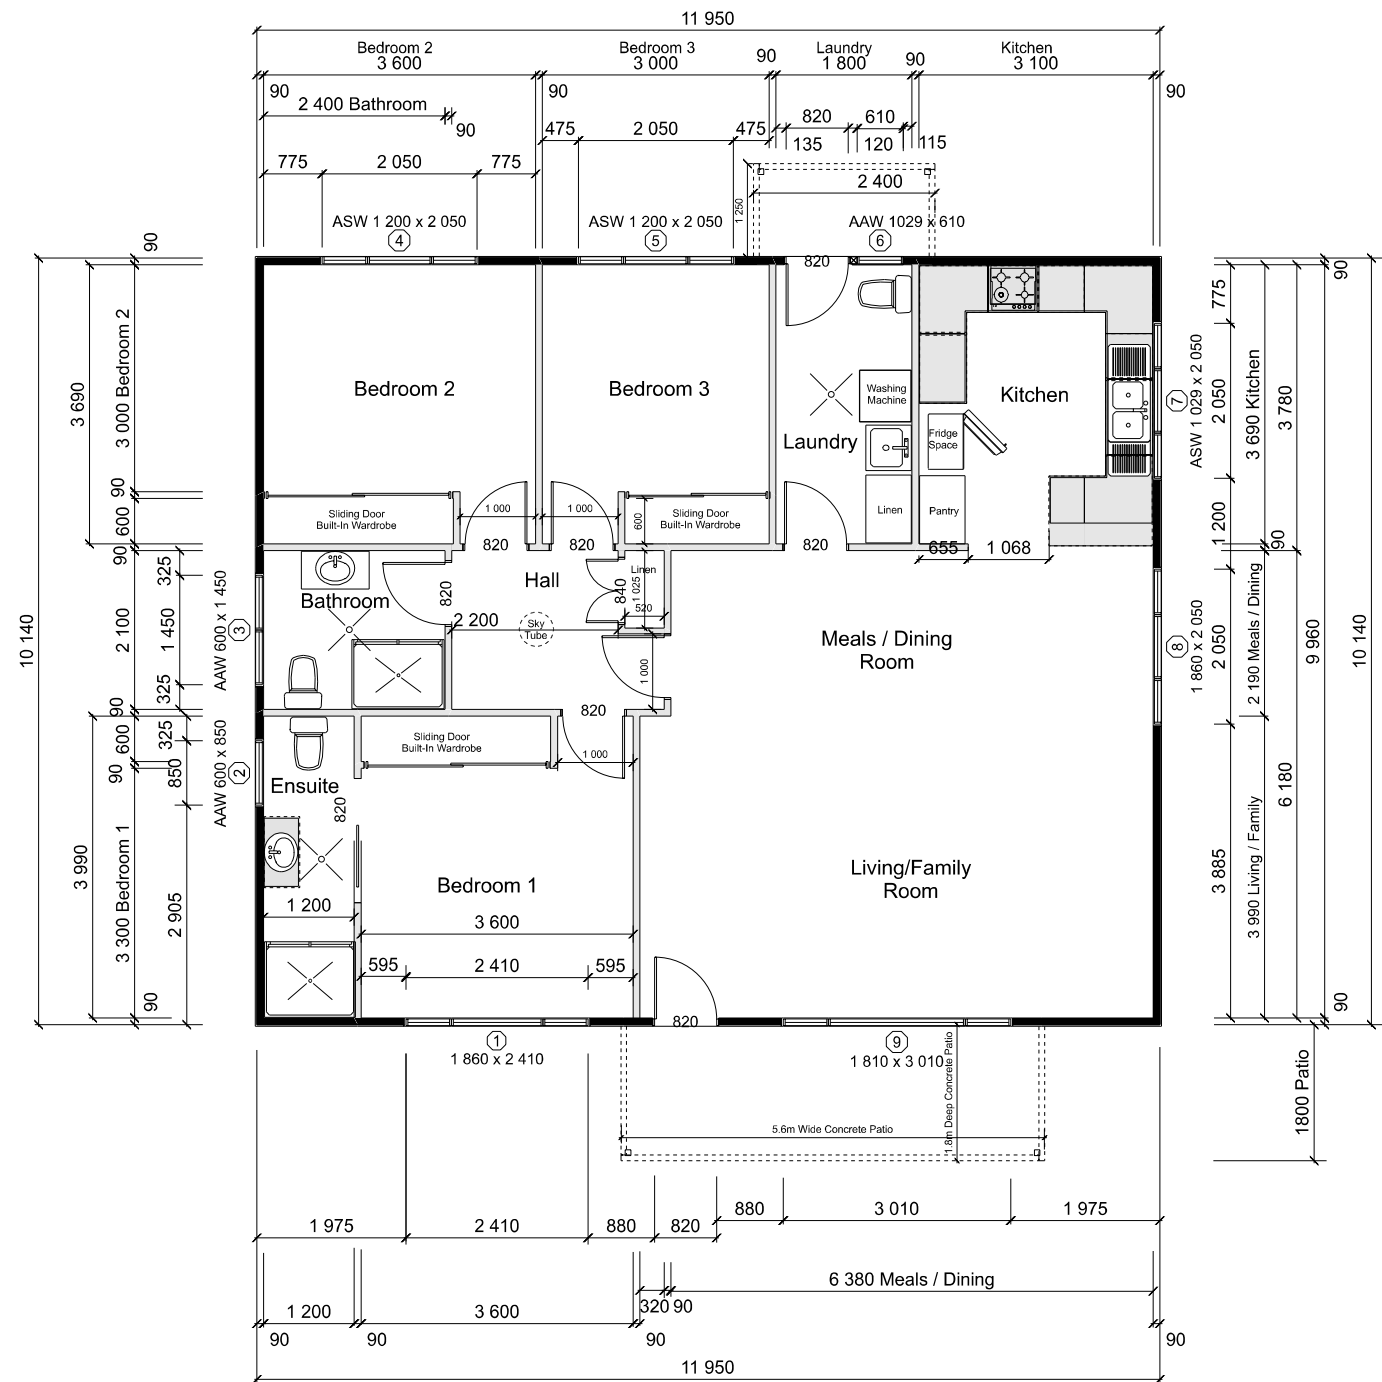 11 950
Bedroom 2
3 600
Bedroom 3
3 000
90
Laundry
1 800
90
Kitchen
3 100
90
90
90
2 400 Bathroom
90
475
2 050
475
820
610
135
120
115
775
2 050
775
2 400
1 250
ASW 1 200 x 2 050
4
ASW 1 200 x 2 050
5
AAW 1029 x 610
6
90
820
90
10 140
3 690
3 000 Bedroom 2
90
600
90
325
2 100
1 450
325
90
AAW 600 x 1 450
3
600
325
90
850
AAW 600 x 850
2
3 990
3 300 Bedroom 1
2 905
90
Bedroom 2
Bedroom 3
Kitchen
Washing
Machine
Laundry
Fridge
Space
Sliding Door
Built-In Wardrobe
1 000
1 000
600
Sliding Door
Built-In Wardrobe
Linen
Pantry
820
820
820
655
1 068
Hall
Linen
Bathroom
820
840
1 025
520
2 200
Sky
Tube
Meals / Dining
Room
1 000
820
Sliding Door
Built-In Wardrobe
1 000
Ensuite
820
Bedroom 1
Living/Family
Room
1 200
3 600
595
2 410
595
820
775
ASW 1 029 x 2 050
7
2 050
3 690 Kitchen
3 780
1 200
90
1 860 x 2 050
8
2 050
2 190 Meals / Dining
9 960
10 140
6 180
3 885
3 990 Living / Family
90
1
1 860 x 2 410
9
1 810 x 3 010
1.8m Deep Concrete Patio
5.6m Wide Concrete Patio
1800 Patio
880
3 010
1 975
1 975
2 410
880
820
6 380 Meals / Dining
320
90
1 200
3 600
90
90
90
90
11 950